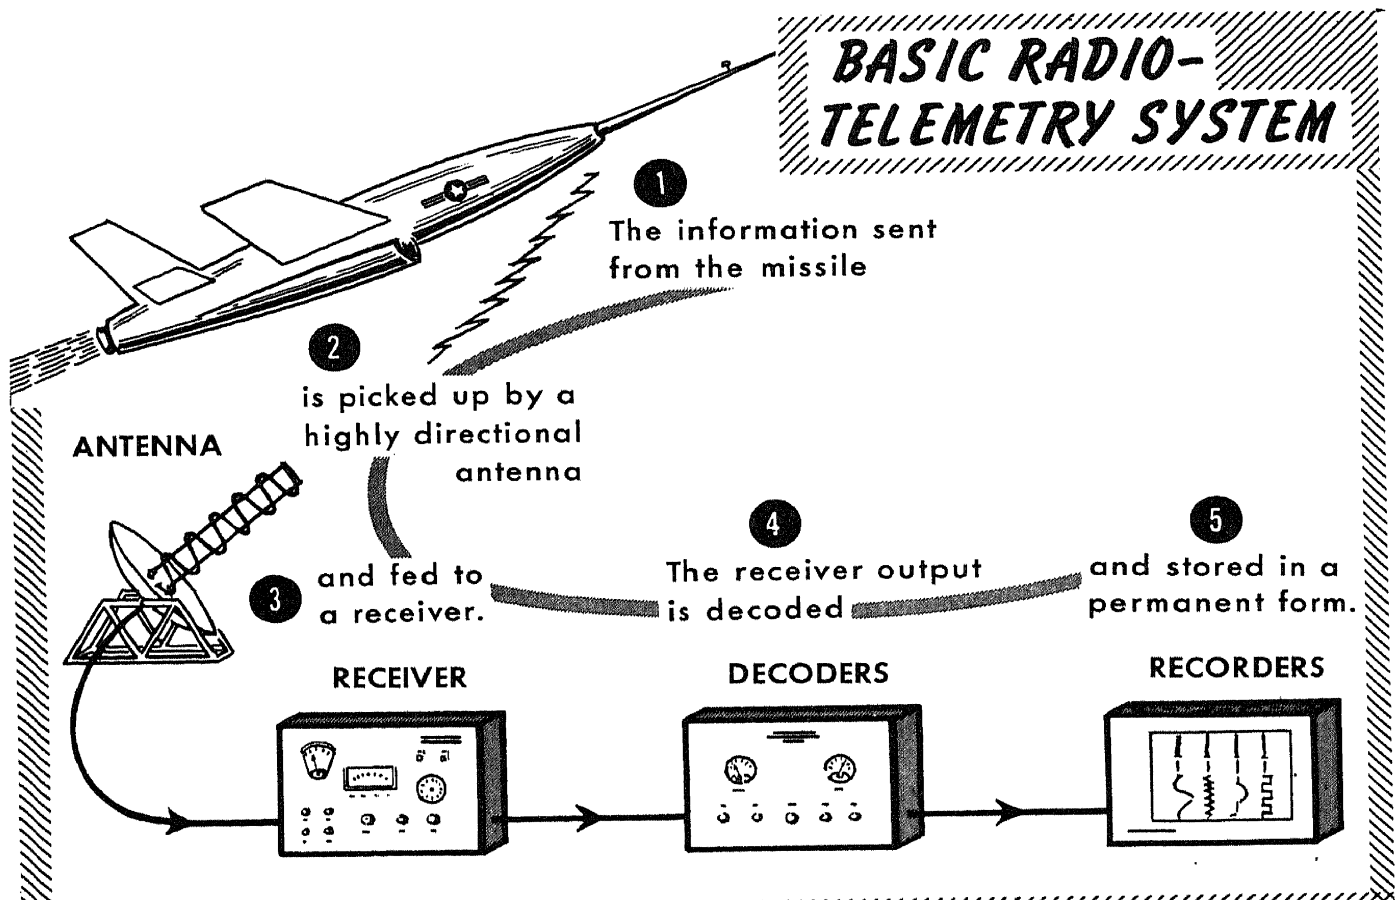 BASIC RADIO-
TELEMETRY SYSTEM
1
The information sent
from the missile
2
is picked up by a
highly directional
antenna
ANTENNA
3
and fed to
a receiver.
4
The receiver output
is decoded
5
and stored in a
permanent form.
RECEIVER
DECODERS
RECORDERS